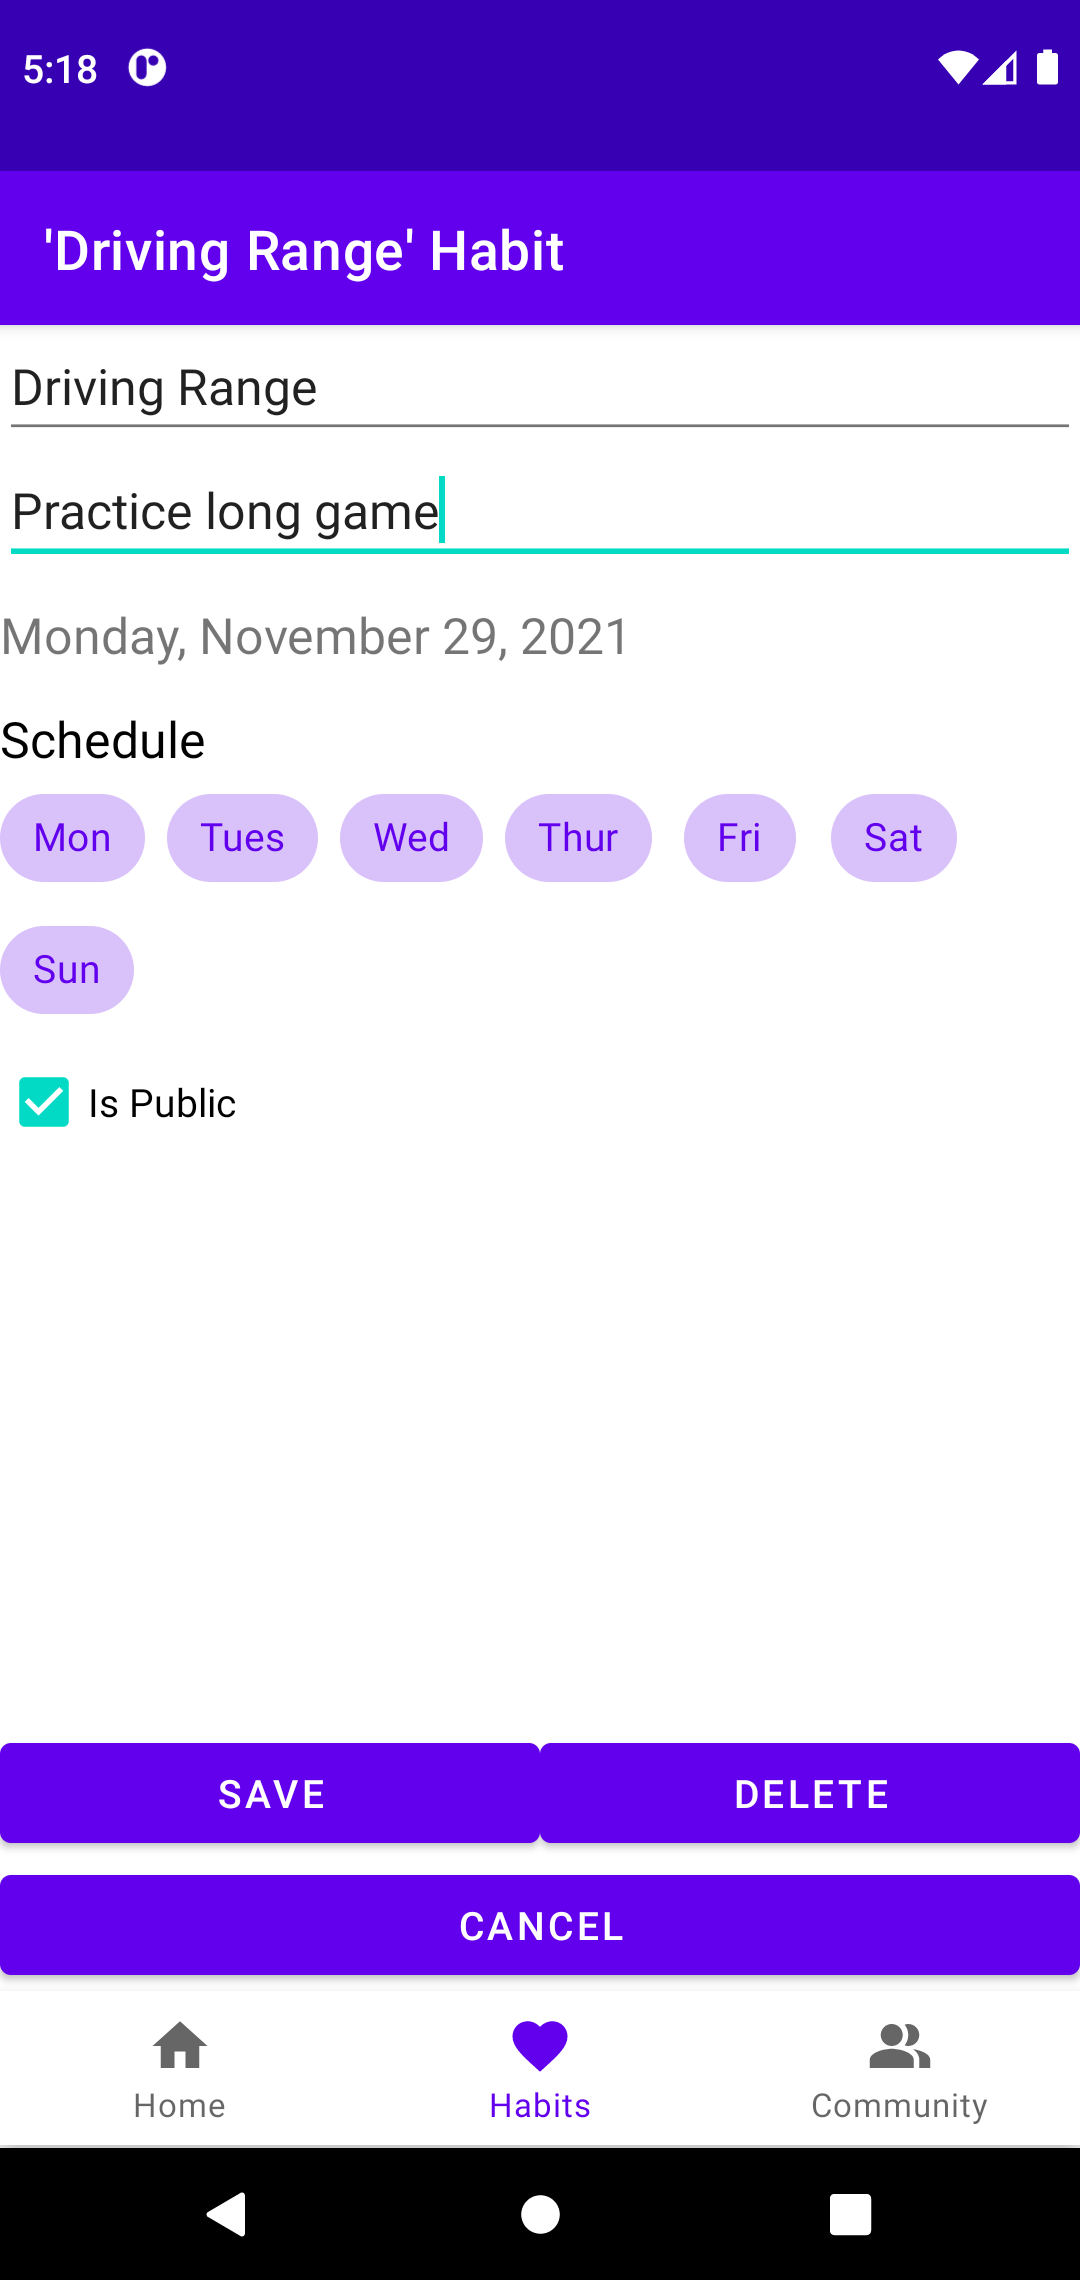 5:18
'Driving Range' Habit
Driving Range
Practice long game
Monday, November 29, 2021
Schedule
Mon Tues Wed Thur Fri Sat
Sun
Is Public
SAVE DELETE
CANCEL
Home Habits Community